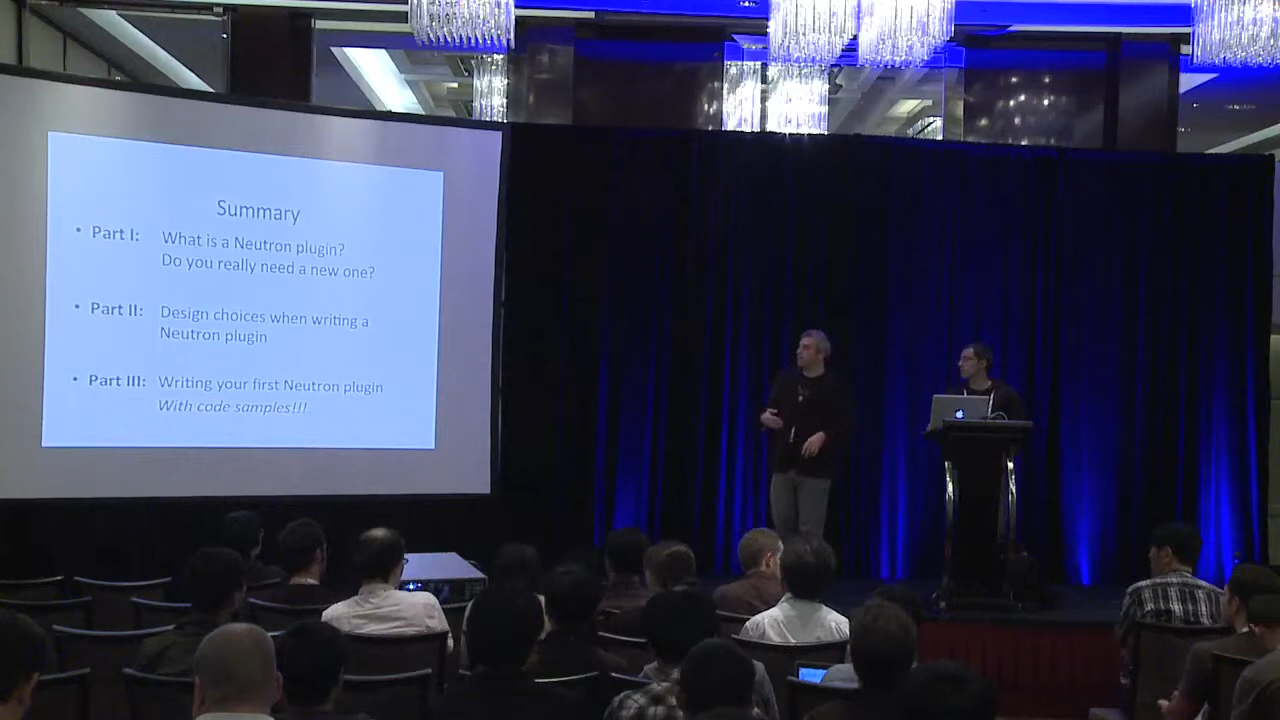 Summary
• Part I: What is a Neutron plugin?
Do you really need a new one?
• Part II: Design choices when writing a
Neutron plugin
• Part III: Writing your first Neutron plugin
With code samples!!!